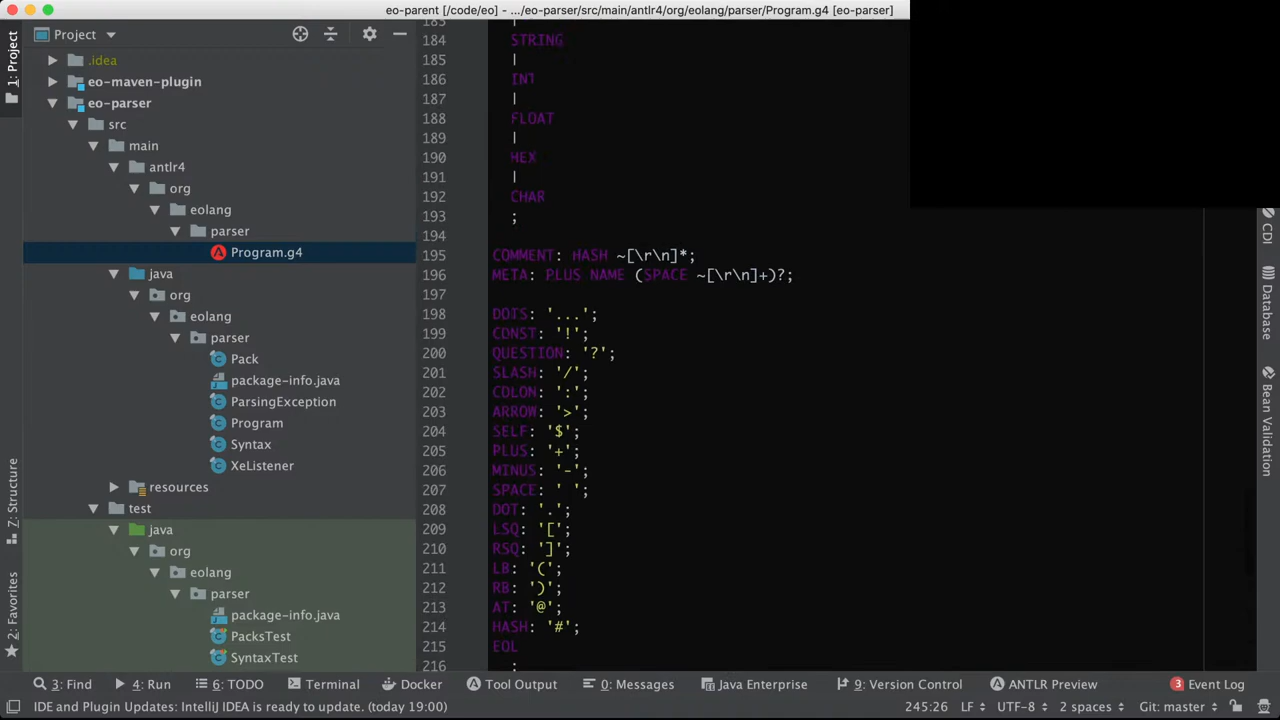 eo-parent [/code/eo] – .../eo-parser/src/main/antlr4/org/eolang/parser/Program.g4 [eo-parser]
Project
.idea
eo-maven-plugin
eo-parser
src
main
antlr4
org
eolang
parser
Program.g4
java
org
eolang
parser
Pack
package-info.java
ParsingException
Program
Syntax
XeListener
resources
test
java
org
eolang
parser
package-info.java
PacksTest
SyntaxTest
1: Project
7: Structure
2: Favorites
183 |
184 STRING
185 |
186 INT
187 |
188 FLOAT
189 |
190 HEX
191 |
192 CHAR
193 ;
194
195 COMMENT: HASH ~[\r\n]*;
196 META: PLUS NAME (SPACE ~[\r\n]+)?;
197
198 DOTS: '...';
199 CONST: '!';
200 QUESTION: '?';
201 SLASH: '/';
202 COLON: ':';
203 ARROW: '>';
204 SELF: '$';
205 PLUS: '+';
206 MINUS: '-';
207 SPACE: ' ';
208 DOT: '.';
209 LSQ: '[';
210 RSQ: ']';
211 LB: '(';
212 RB: ')';
213 AT: '@';
214 HASH: '#';
215 EOL
216 :
CDI
Database
Bean Validation
3: Find
4: Run
6: TODO
Terminal
Docker
Tool Output
0: Messages
Java Enterprise
9: Version Control
ANTLR Preview
3 Event Log
IDE and Plugin Updates: IntelliJ IDEA is ready to update. (today 19:00)
245:26 LF UTF-8 2 spaces Git: master